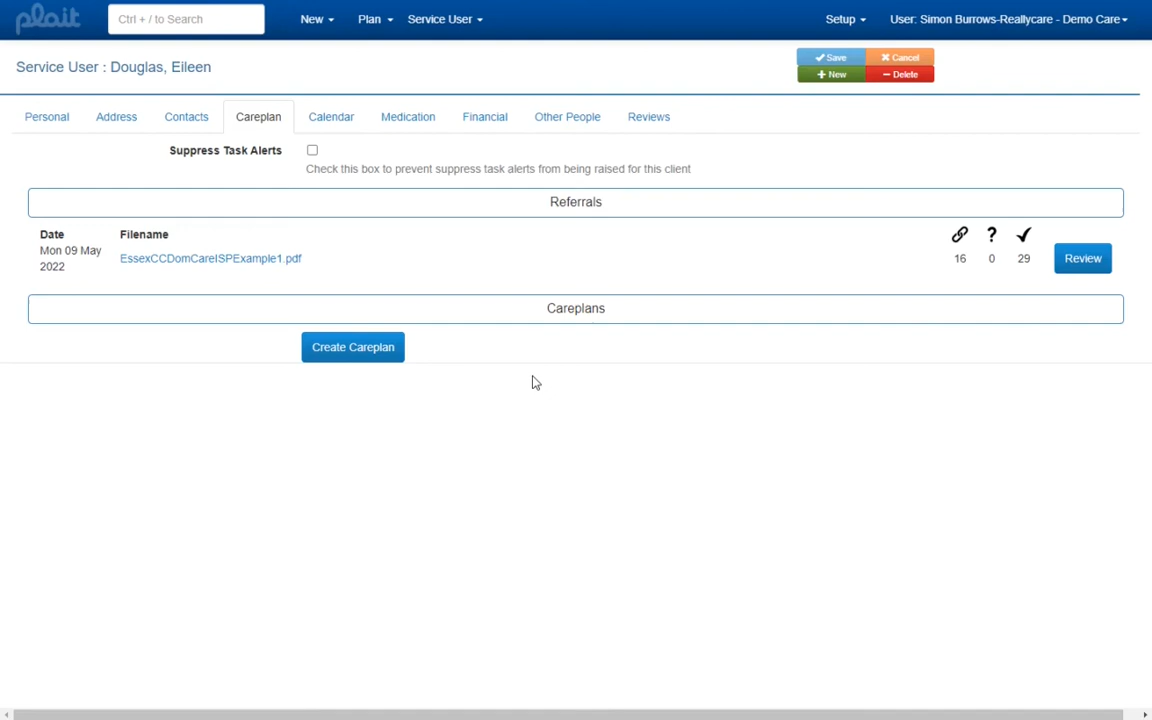 plait
Ctrl + / to Search
New
Plan
Service User
Setup
User: Simon Burrows-Reallycare - Demo Care
Service User : Douglas, Eileen
Save
Cancel
New
Delete
Personal
Address
Contacts
Careplan
Calendar
Medication
Financial
Other People
Reviews
Suppress Task Alerts
Check this box to prevent suppress task alerts from being raised for this client
Referrals
Date
Filename
?
Mon 09 May
2022
EssexCCDomCareISPExample1.pdf
16
0
29
Review
Careplans
Create Careplan